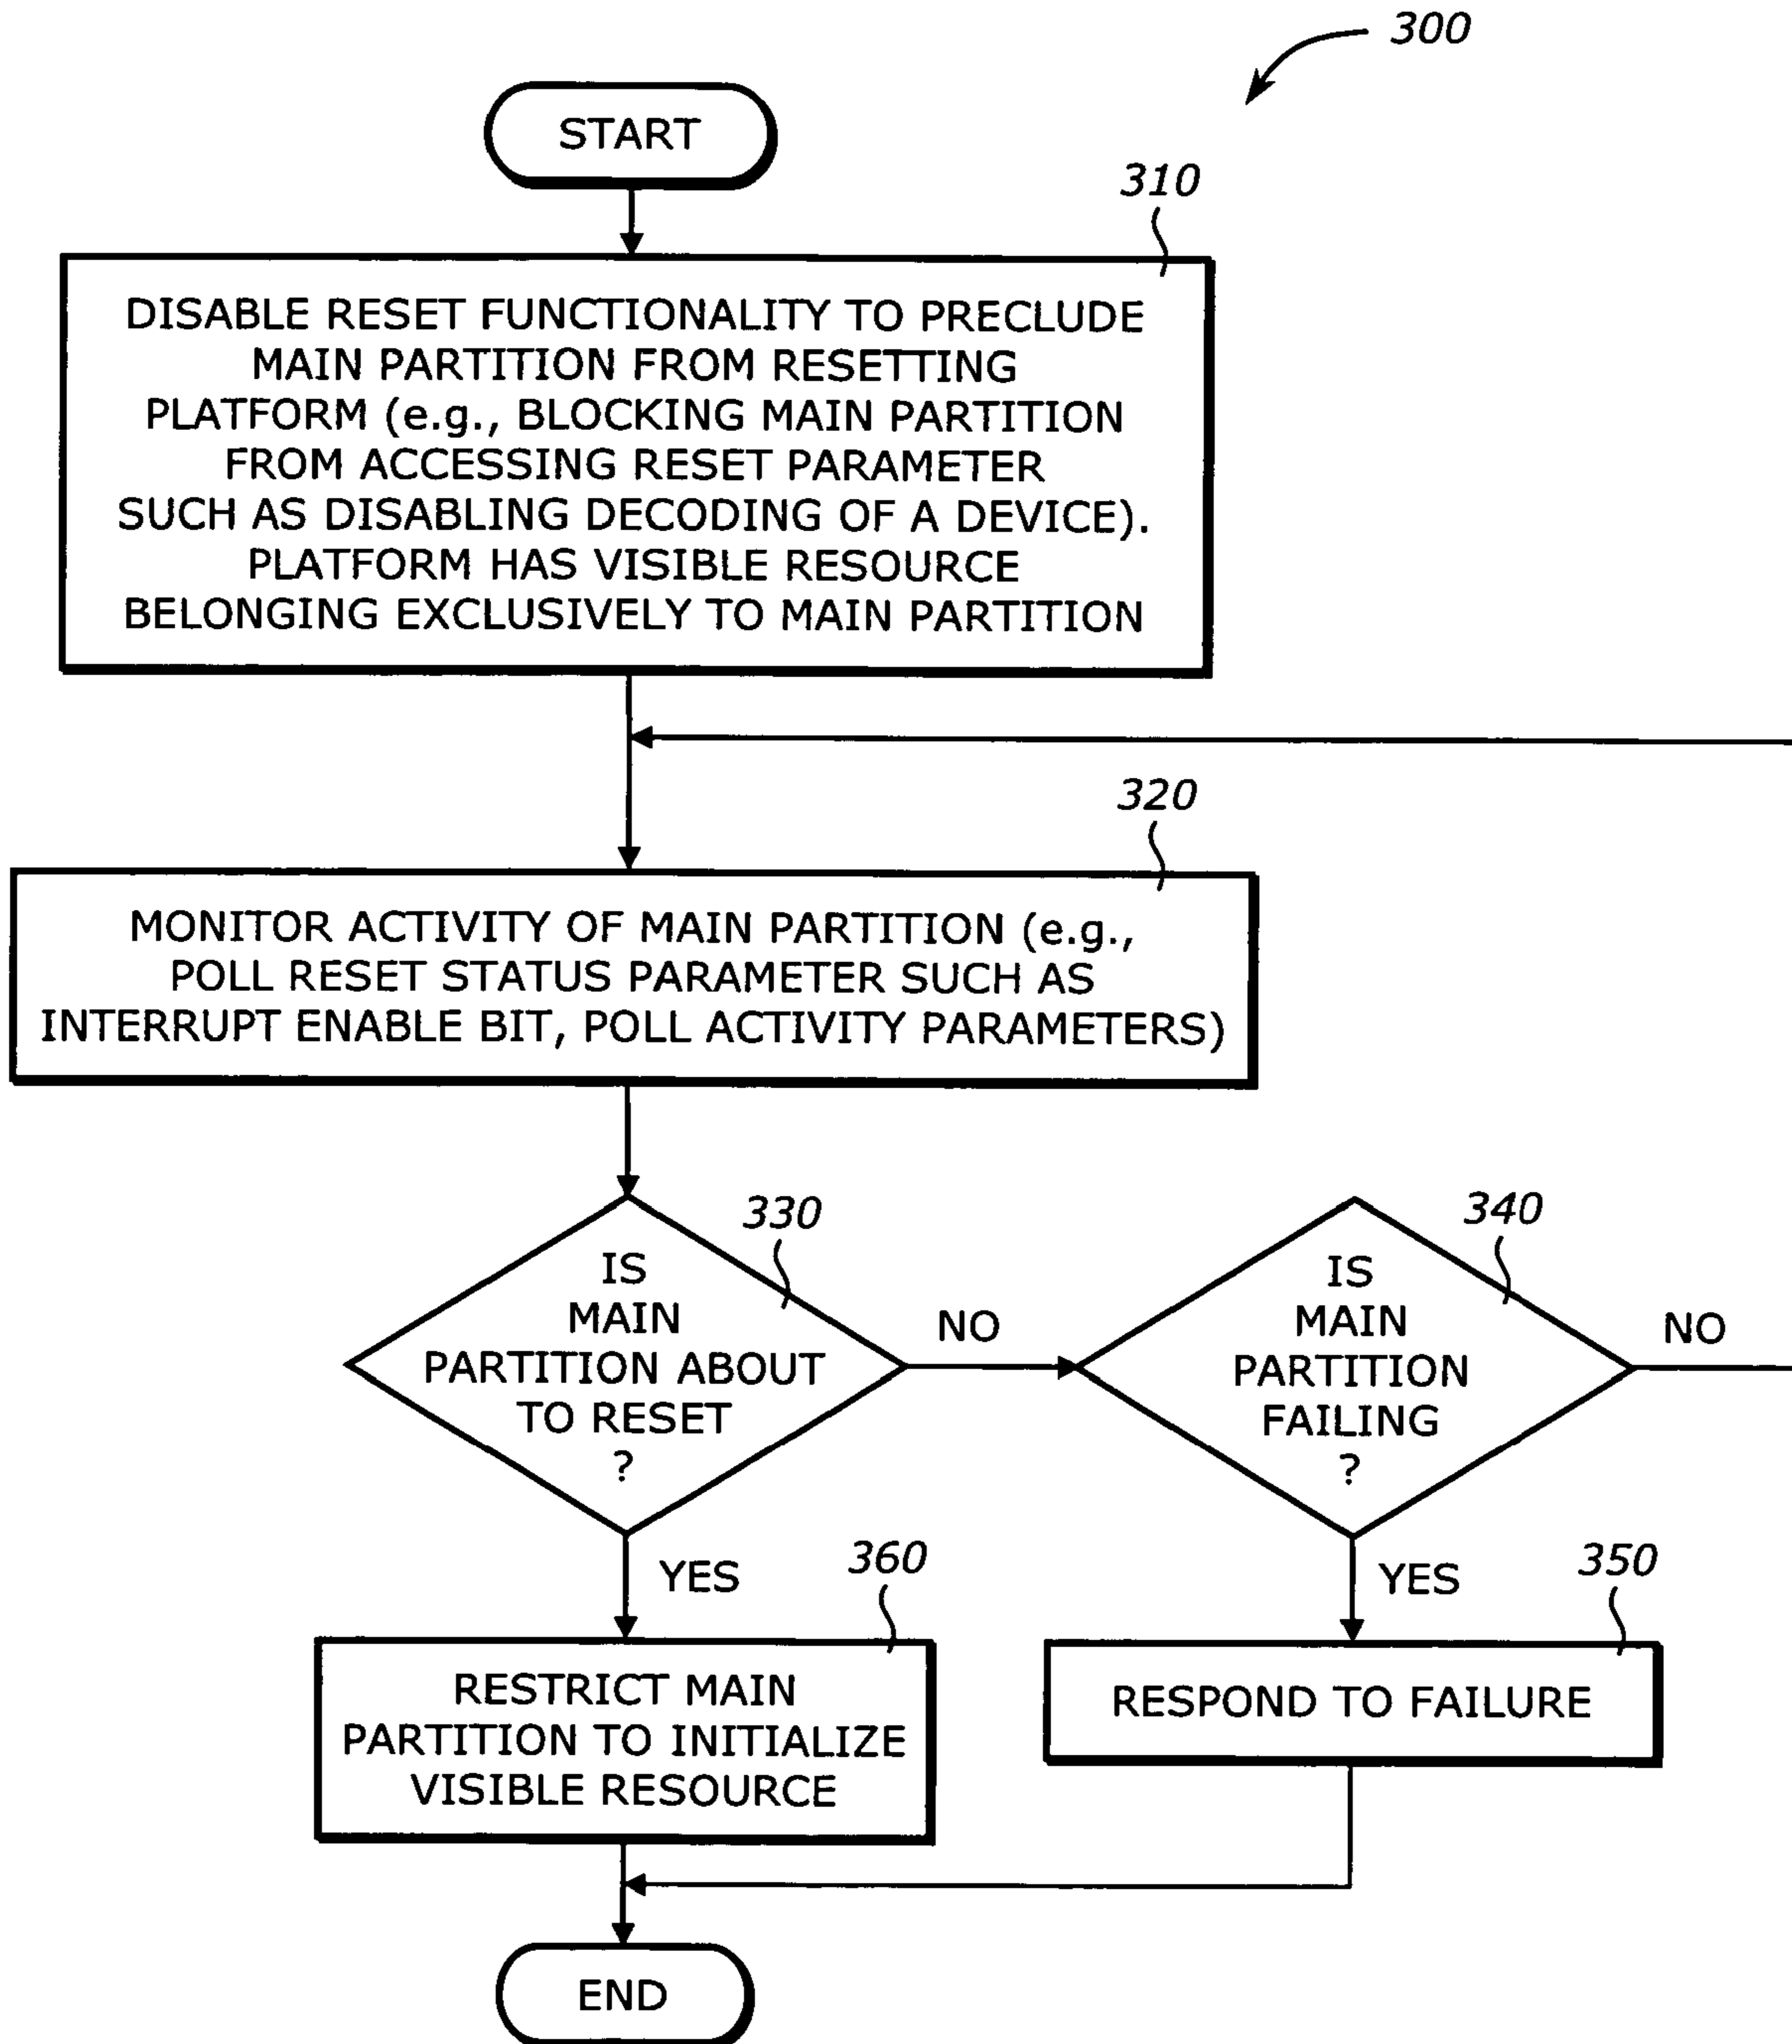 300
START
310
DISABLE RESET FUNCTIONALITY TO PRECLUDE
MAIN PARTITION FROM RESETTING
PLATFORM (e.g., BLOCKING MAIN PARTITION
FROM ACCESSING RESET PARAMETER
SUCH AS DISABLING DECODING OF A DEVICE).
PLATFORM HAS VISIBLE RESOURCE
BELONGING EXCLUSIVELY TO MAIN PARTITION
320
MONITOR ACTIVITY OF MAIN PARTITION (e.g.,
POLL RESET STATUS PARAMETER SUCH AS
INTERRUPT ENABLE BIT, POLL ACTIVITY PARAMETERS)
330
IS
MAIN
PARTITION ABOUT
TO RESET
?
NO
340
IS
MAIN
PARTITION
FAILING
?
NO
YES
360
RESTRICT MAIN
PARTITION TO INITIALIZE
VISIBLE RESOURCE
YES
350
RESPOND TO FAILURE
END